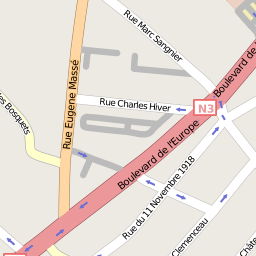 Rue Marc Sangnier
Rue Eugène Massé
Boulevard de
Rue Charles Hiver
N3
Bosquets
Boulevard de l'Europe
Rue du 11 Novembre 1918
Clemenceau